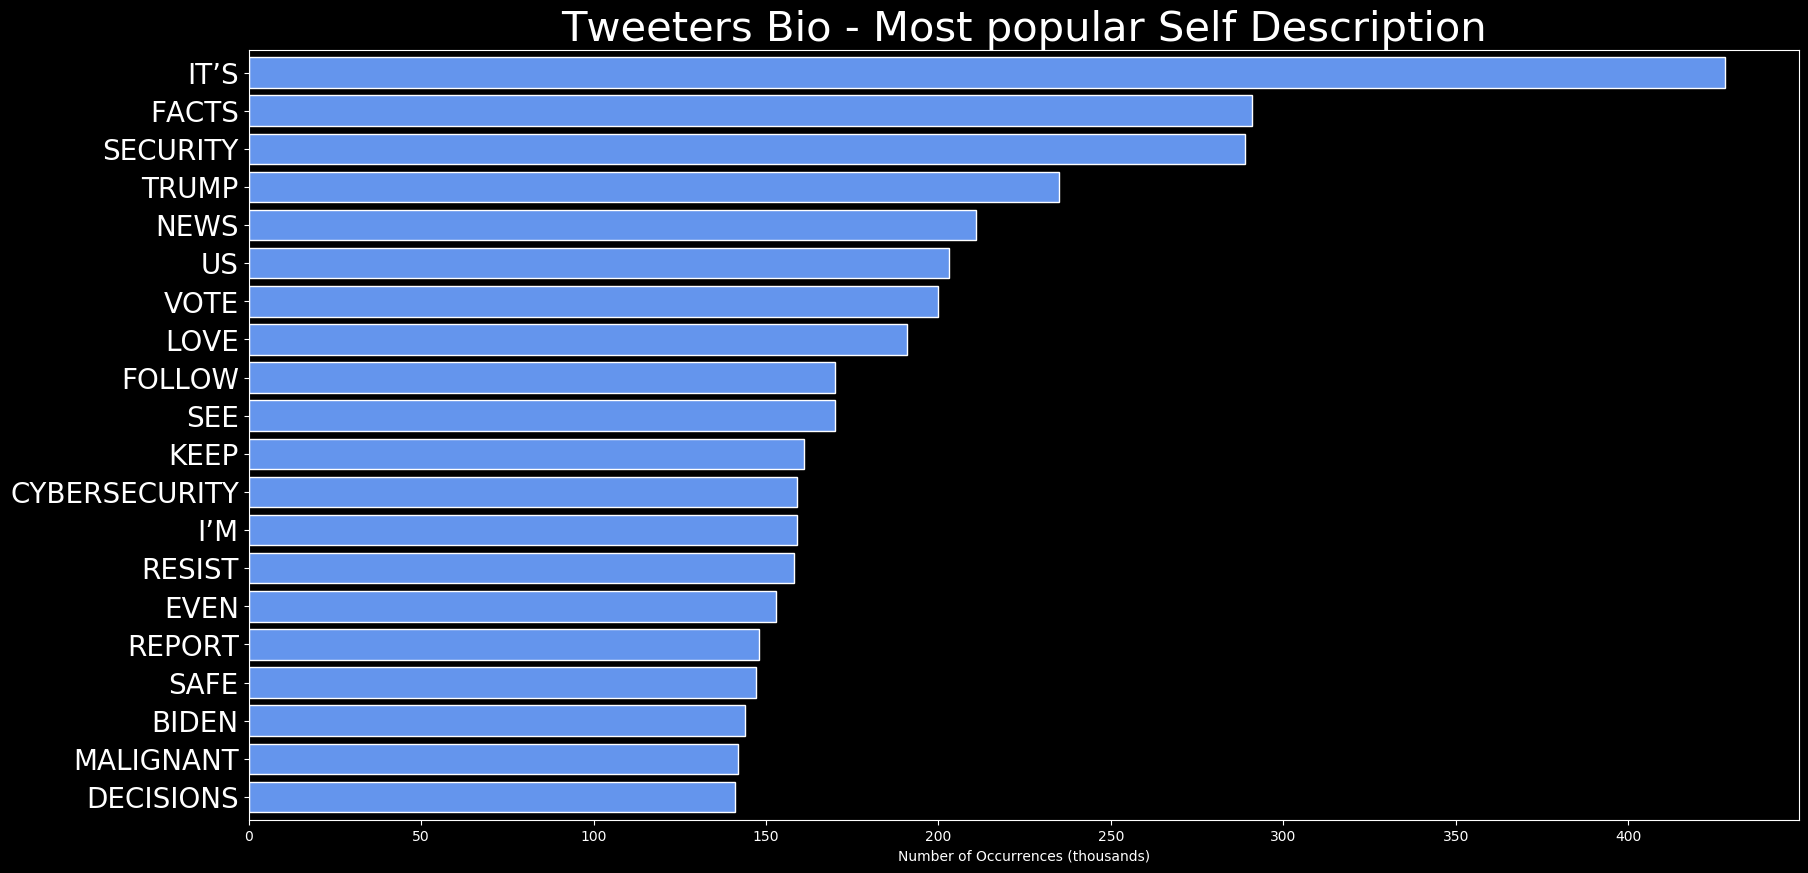 Tweeters Bio - Most popular Self Description
IT’S
FACTS
SECURITY
TRUMP
NEWS
US
VOTE
LOVE
FOLLOW
SEE
KEEP
CYBERSECURITY
I’M
RESIST
EVEN
REPORT
SAFE
BIDEN
MALIGNANT
DECISIONS
0 50 100 150 200 250 300 350 400
Number of Occurrences (thousands)